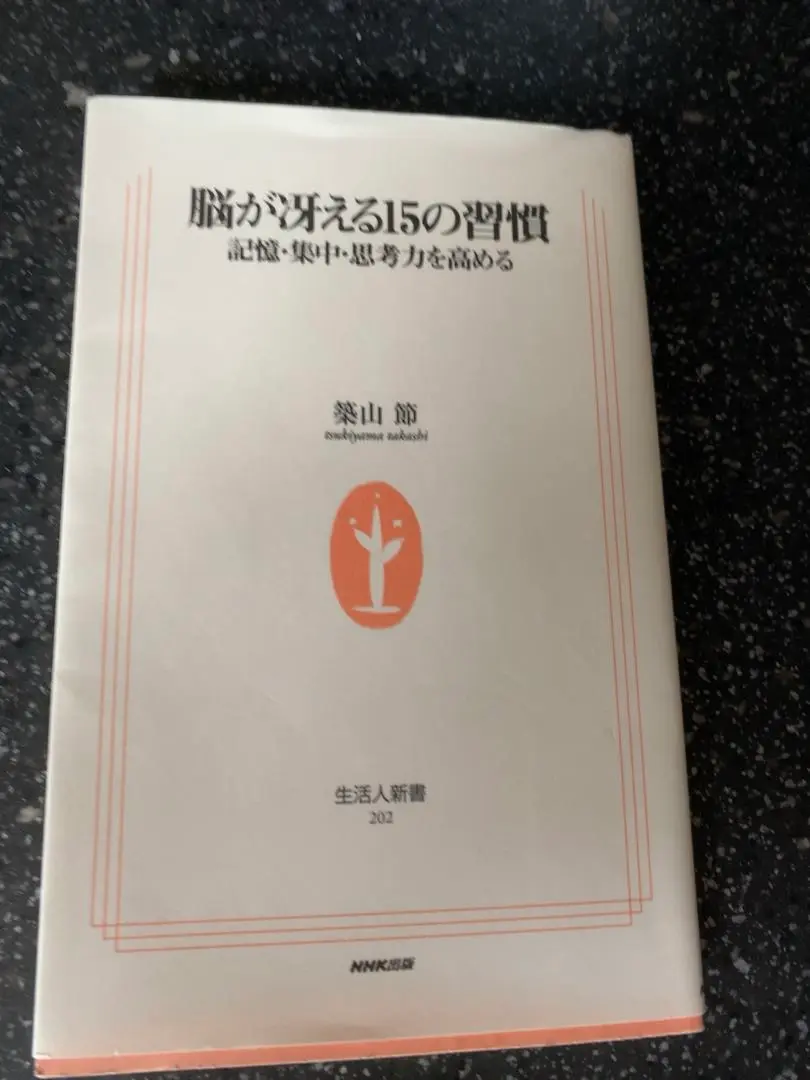 脳が冴える15の習慣
記憶・集中・思考力を高める
築山 節
tsukiyama takashi
生活人新書
202
NHK出版